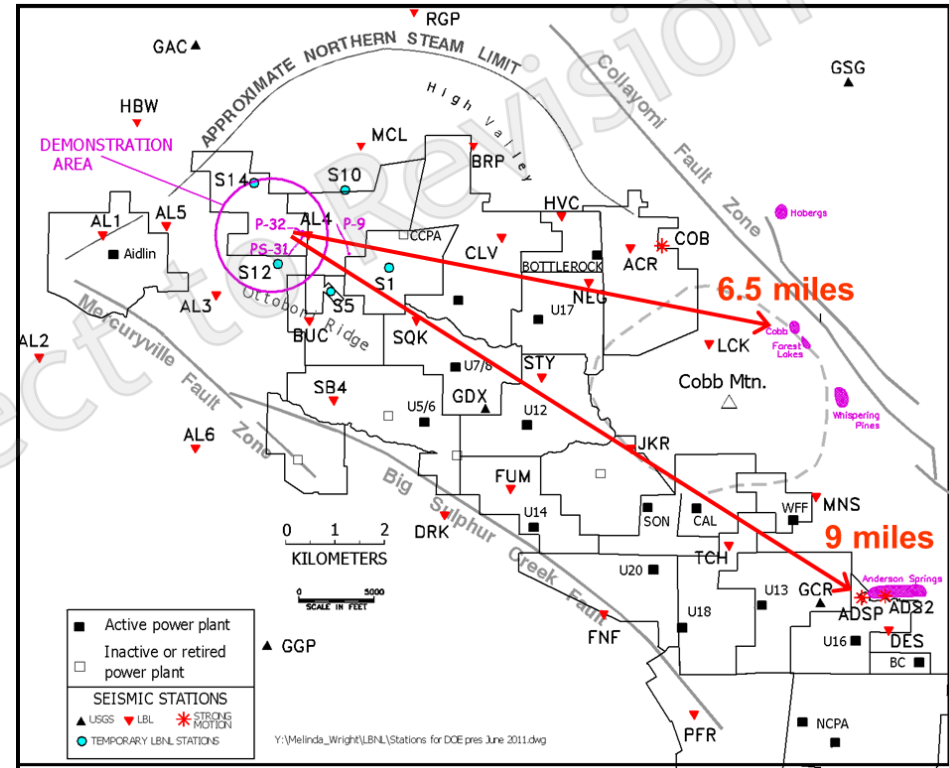 RGP
GAC
GSG
APPROXIMATE NORTHERN STEAM LIMIT
High Valley
Collayomi Fault Zone
HBW
DEMONSTRATION
AREA
MCL
BRP
S14
S10
AL1
AL5
P-32
AL4
P-9
HVC
Hobergs
COB
Aidlin
PS-31
CCPA
CLV
ACR
S12
S1
BOTTLEROCK
6.5 miles
AL3
Ottoboni Ridge
S5
NEG
U17
Mercuryville Fault Zone
BUC
SQK
Cobb
Forest
Lakes
LCK
AL2
STY
U7/8
Cobb Mtn.
SB4
GDX
U5/6
U12
Whispering
Pines
AL6
JKR
Big Sulphur Creek Fault
FUM
MNS
WFF
SON
CAL
U14
DRK
0 1 2
KILOMETERS
9 miles
TCH
0 5000
SCALE IN FEET
U20
U13
GCR
Anderson Springs
ADSP
ADS2
U18
FNF
U16
DES
BC
GGP
PFR
NCPA
Active power plant
Inactive or retired
power plant
SEISMIC STATIONS
USGS
LBL
STRONG
MOTION
TEMPORARY LBNL STATIONS
Y:\Melinda_Wright\LBNL\Stations for DOE pres June 2011.dwg
ect to Revision